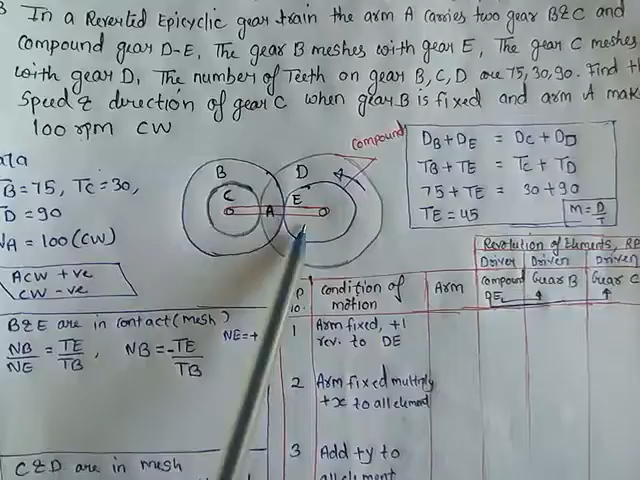 3 In a Reverted Epicyclic gear train the arm A carries two gear B&C and
compound gear D-E, The gear B meshes with gear E, The gear C meshes
with gear D, The number of Teeth on gear B, C, D are 75, 30, 90. Find th
Speed & direction of gear C when gear B is fixed and arm A mak
100 rpm CW
Compound
ata
B = 75, TC = 30,
D = 90
NA = 100 (CW)
ACW +ve
CW -ve
B D
C E
A
DB + DE = DC + DD
TB + TE = TC + TD
75 + TE = 30 + 90
TE = 45
m = D/T
B&E are in contact (mesh)
NB/NE = TE/TB , NB = -TE/TB
NE = +
C&D are in mesh
Revolution of Elements, RP
Driver Driven Driven
condition of motion
Arm
Compound
Gear B
Gear C
1 Arm fixed, +1
rev. to DE
2 Arm fixed multiply
+x to all element
3 Add +y to
all element